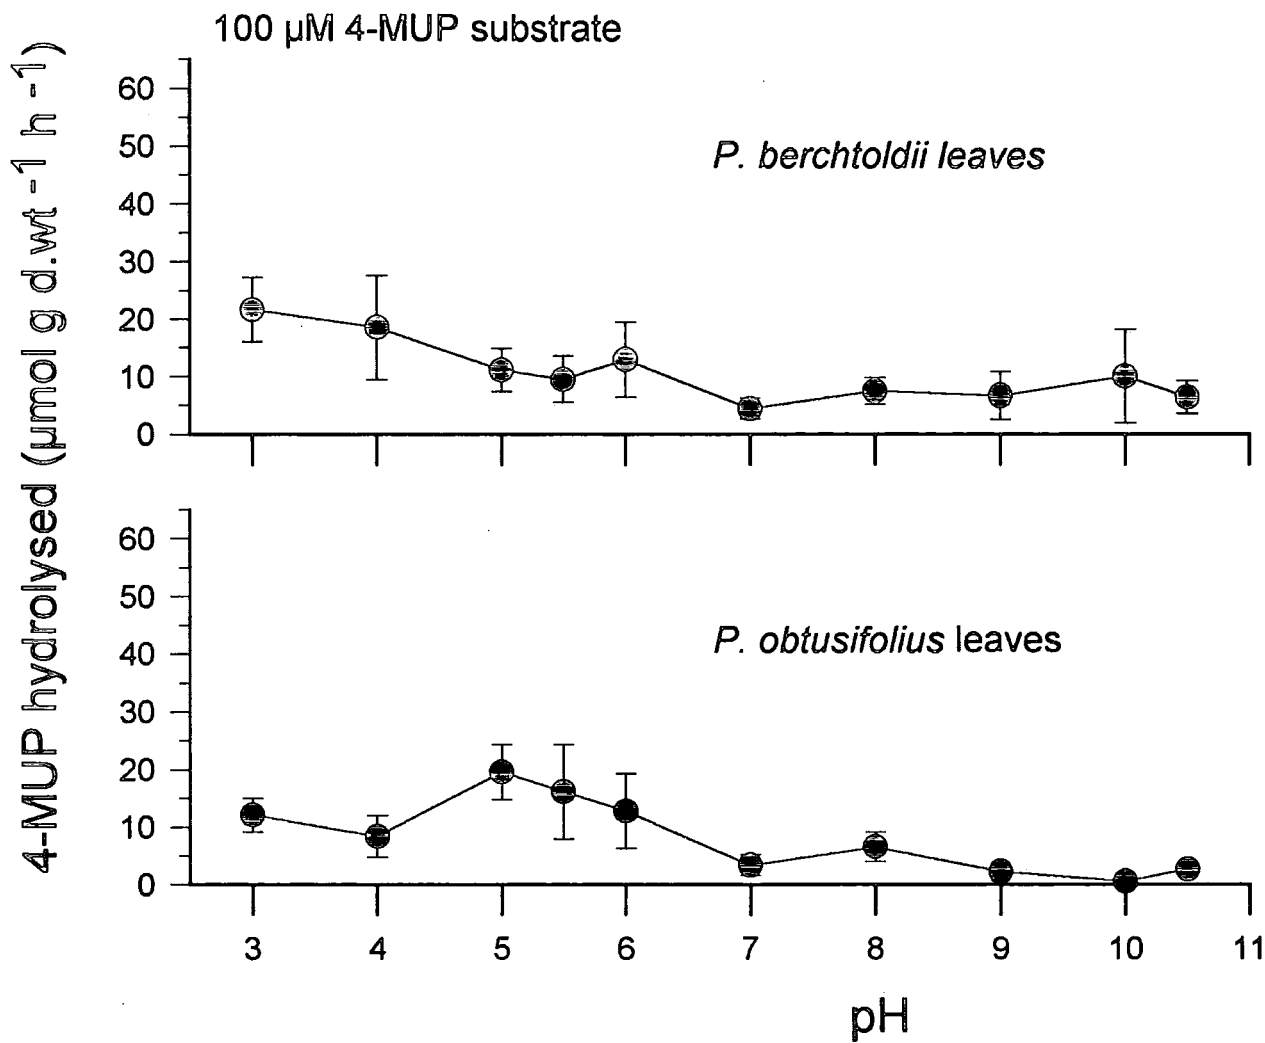 100 µM 4-MUP substrate
4-MUP hydrolysed (µmol g d.wt -1 h -1)
60
50
40
30
20
10
0
P. berchtoldii leaves
60
50
40
30
20
10
0
P. obtusifolius leaves
3 4 5 6 7 8 9 10 11
pH